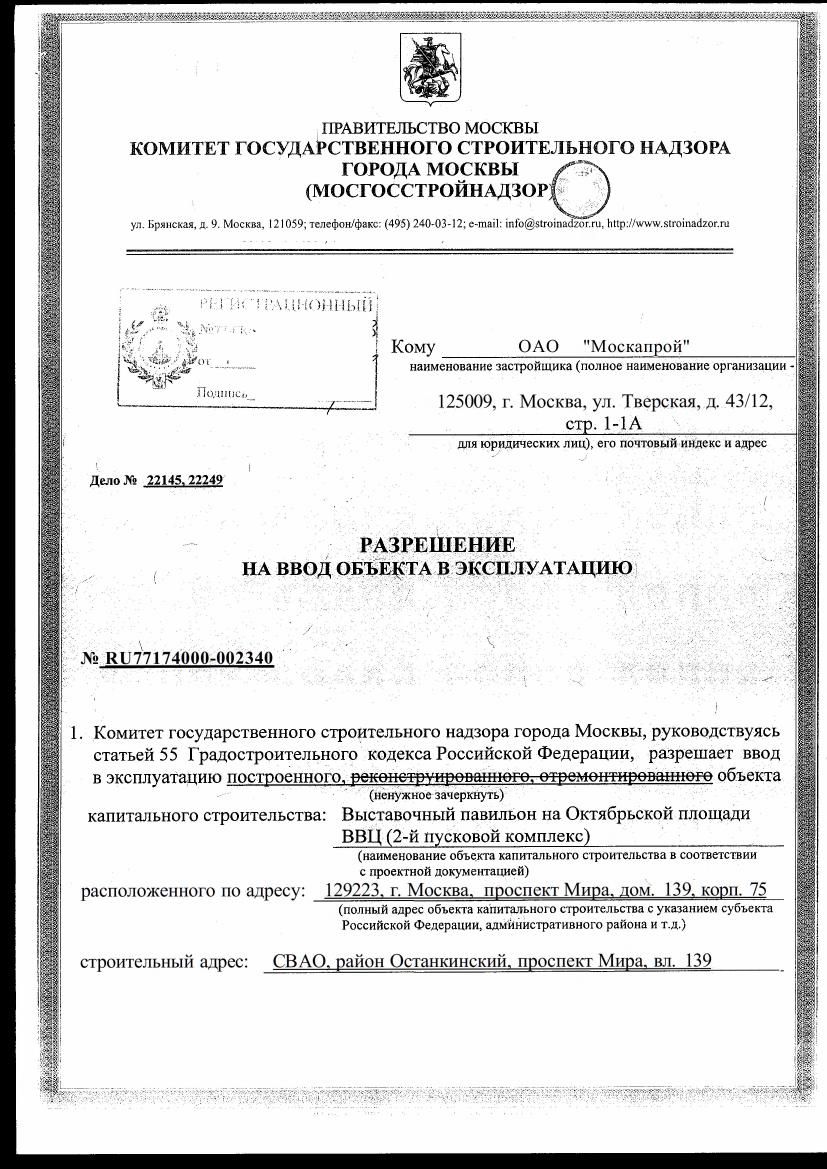 ПРАВИТЕЛЬСТВО МОСКВЫ
КОМИТЕТ ГОСУДАРСТВЕННОГО СТРОИТЕЛЬНОГО НАДЗОРА
ГОРОДА МОСКВЫ
(МОСГОССТРОЙНАДЗОР)
ул. Брянская, д. 9. Москва, 121059; телефон/факс: (495) 240-03-12; e-mail: info@stroinadzor.ru, http://www.stroinadzor.ru
РЕГИСТРАЦИОННЫЙ
от
Подпись
Кому ОАО "Москапрой"
наименование застройщика (полное наименование организации -
125009, г. Москва, ул. Тверская, д. 43/12,
стр. 1-1А
для юридических лиц), его почтовый индекс и адрес
Дело № 22145, 22249
РАЗРЕШЕНИЕ
НА ВВОД ОБЪЕКТА В ЭКСПЛУАТАЦИЮ
№ RU77174000-002340
1. Комитет государственного строительного надзора города Москвы, руководствуясь
статьей 55 Градостроительного кодекса Российской Федерации, разрешает ввод
в эксплуатацию построенного, реконструированного, отремонтированного объекта
(ненужное зачеркнуть)
капитального строительства: Выставочный павильон на Октябрьской площади
ВВЦ (2-й пусковой комплекс)
(наименование объекта капитального строительства в соответствии
с проектной документацией)
расположенного по адресу: 129223, г. Москва, проспект Мира, дом. 139, корп. 75
(полный адрес объекта капитального строительства с указанием субъекта
Российской Федерации, административного района и т.д.)
строительный адрес: СВАО, район Останкинский, проспект Мира, вл. 139